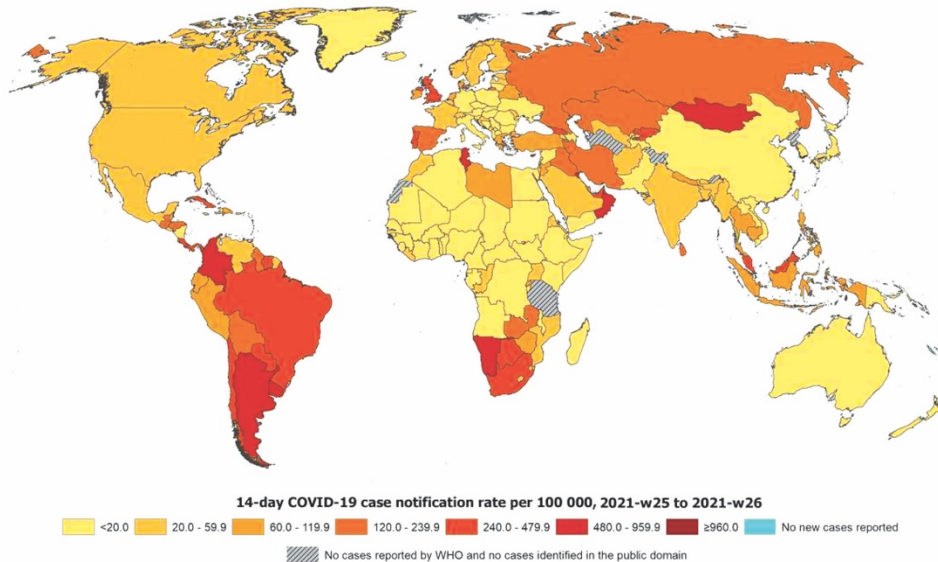 14-day COVID-19 case notification rate per 100 000, 2021-w25 to 2021-w26
<20.0 20.0 - 59.9 60.0 - 119.9 120.0 - 239.9 240.0 - 479.9 480.0 - 959.9 ≥960.0 No new cases reported
No cases reported by WHO and no cases identified in the public domain